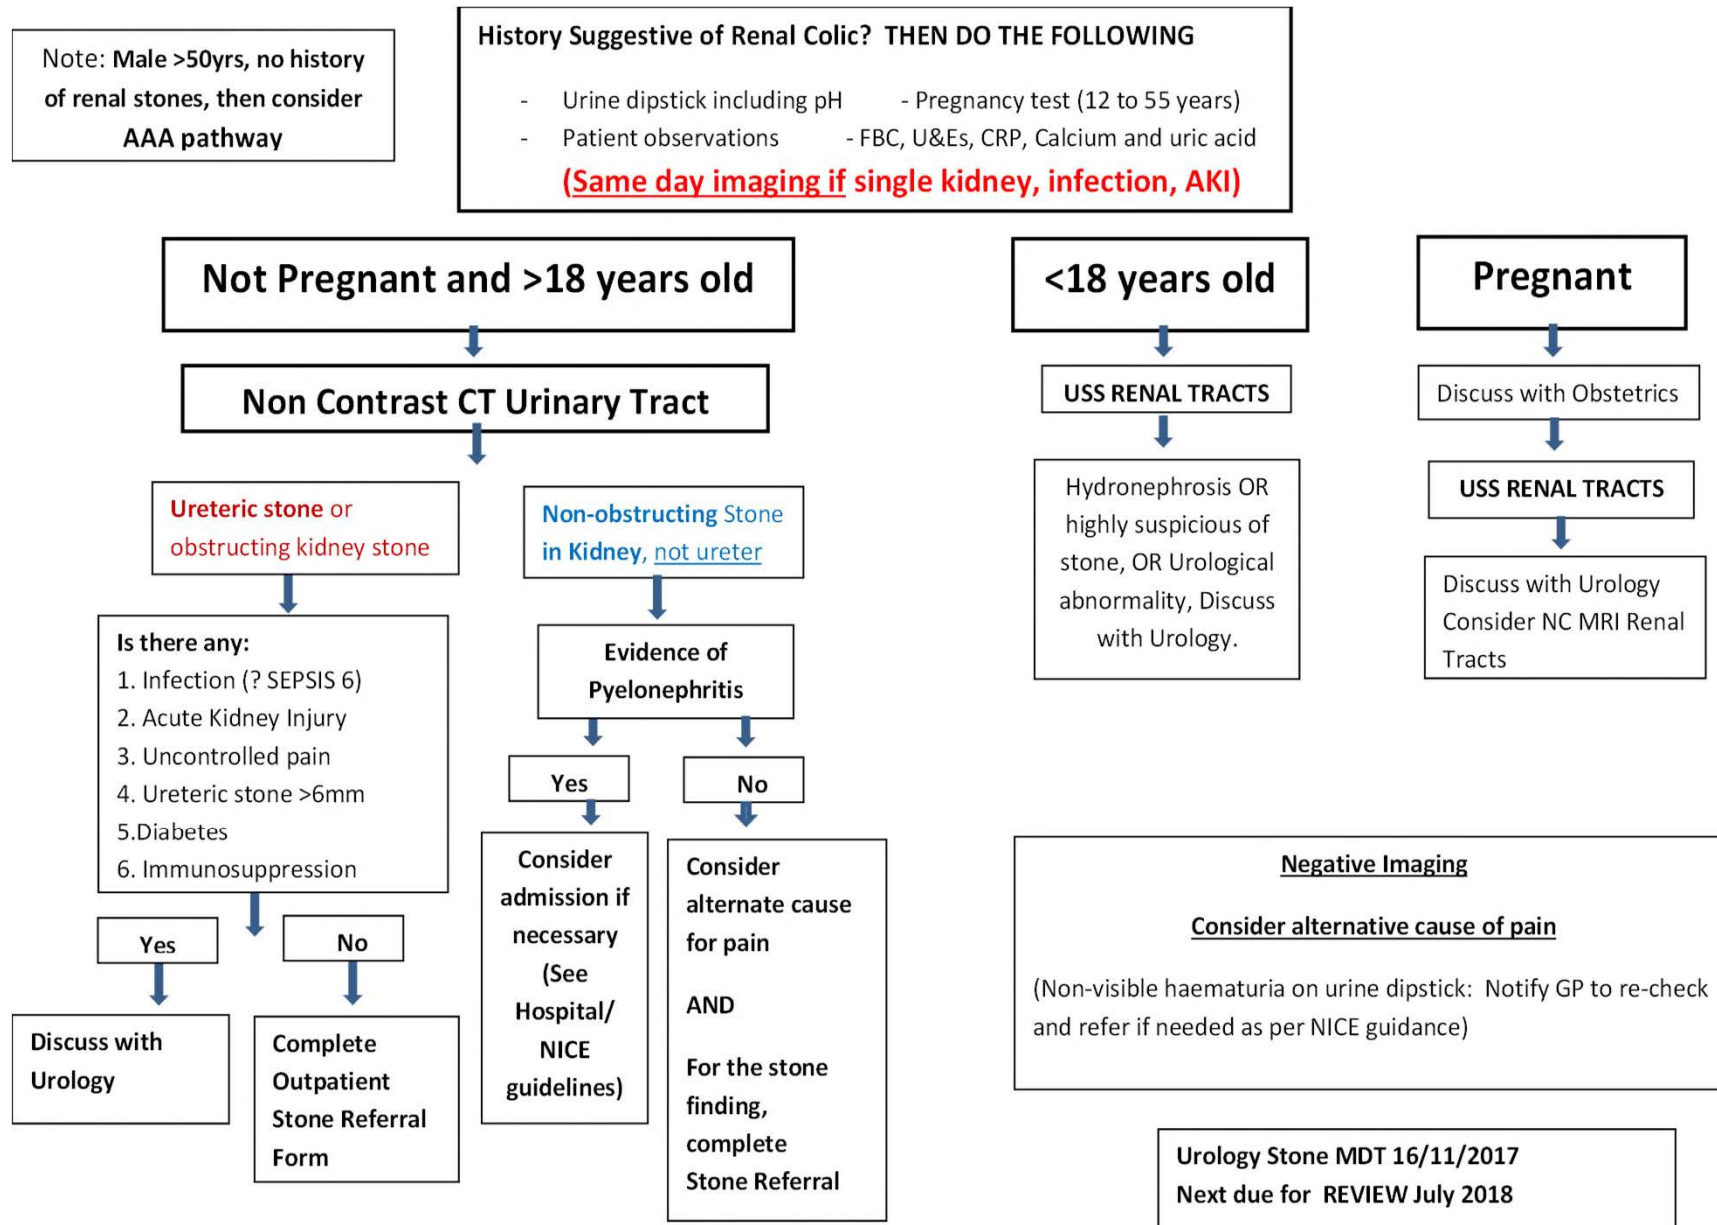 Note: Male >50yrs, no history
of renal stones, then consider
AAA pathway
History Suggestive of Renal Colic? THEN DO THE FOLLOWING
- Urine dipstick including pH - Pregnancy test (12 to 55 years)
- Patient observations - FBC, U&Es, CRP, Calcium and uric acid
(Same day imaging if single kidney, infection, AKI)
Not Pregnant and >18 years old
Non Contrast CT Urinary Tract
Ureteric stone or
obstructing kidney stone
Is there any:
1. Infection (? SEPSIS 6)
2. Acute Kidney Injury
3. Uncontrolled pain
4. Ureteric stone >6mm
5.Diabetes
6. Immunosuppression
Yes
Discuss with
Urology
No
Complete
Outpatient
Stone Referral
Form
Non-obstructing Stone
in Kidney, not ureter
Evidence of
Pyelonephritis
Yes
Consider
admission if
necessary
(See
Hospital/
NICE
guidelines)
No
Consider
alternate cause
for pain
AND
For the stone
finding,
complete
Stone Referral
<18 years old
USS RENAL TRACTS
Hydronephrosis OR
highly suspicious of
stone, OR Urological
abnormality, Discuss
with Urology.
Pregnant
Discuss with Obstetrics
USS RENAL TRACTS
Discuss with Urology
Consider NC MRI Renal
Tracts
Negative Imaging
Consider alternative cause of pain
(Non-visible haematuria on urine dipstick: Notify GP to re-check
and refer if needed as per NICE guidance)
Urology Stone MDT 16/11/2017
Next due for REVIEW July 2018